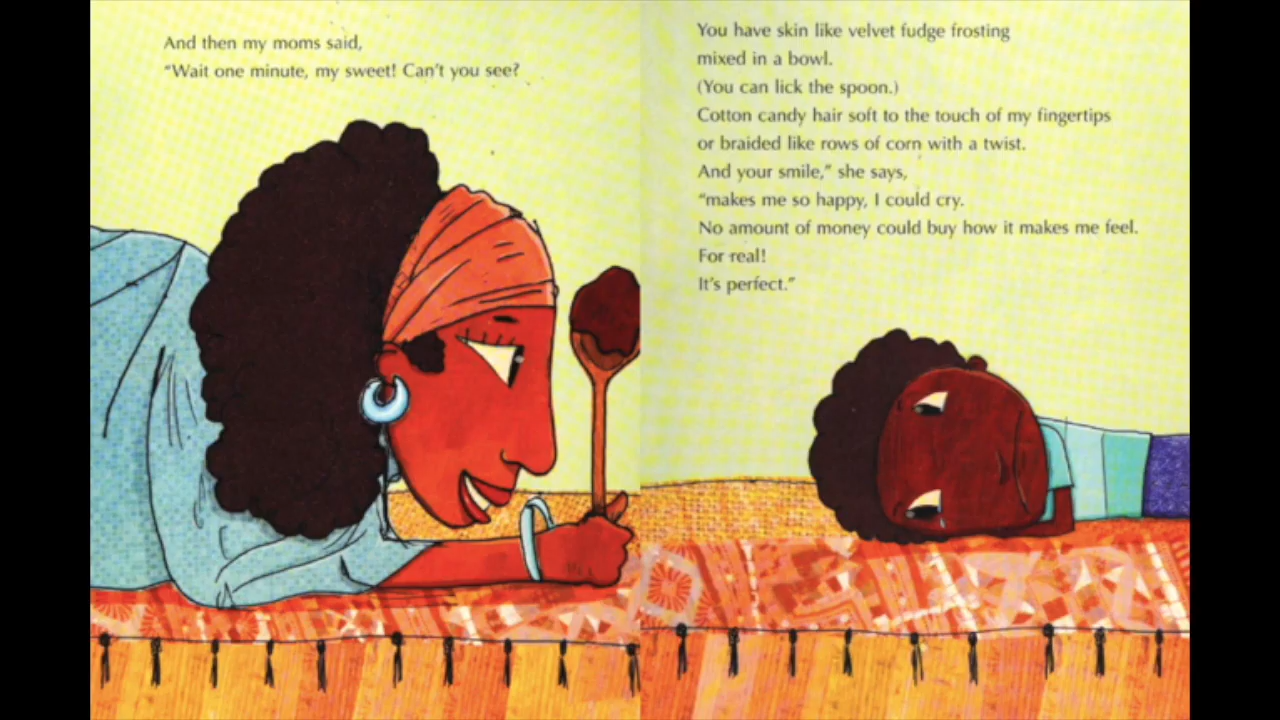 And then my moms said,
“Wait one minute, my sweet! Can’t you see?
You have skin like velvet fudge frosting
mixed in a bowl.
(You can lick the spoon.)
Cotton candy hair soft to the touch of my fingertips
or braided like rows of corn with a twist.
And your smile,” she says,
“makes me so happy, I could cry.
No amount of money could buy how it makes me feel.
For real!
It’s perfect.”